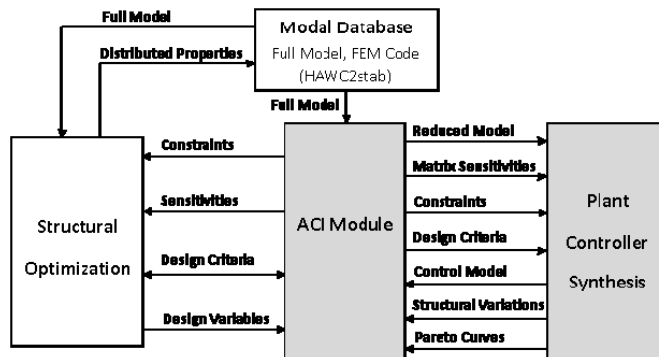 Full Model
Modal Database
Distributed Properties
Full Model, FEM Code
(HAWC2stab)
Full Model
Constraints
Sensitivities
Structural
Optimization
Design Criteria
Design Variables
ACI Module
Reduced Model
Matrix Sensitivities
Constraints
Design Criteria
Control Model
Structural Variations
Pareto Curves
Plant
Controller
Synthesis